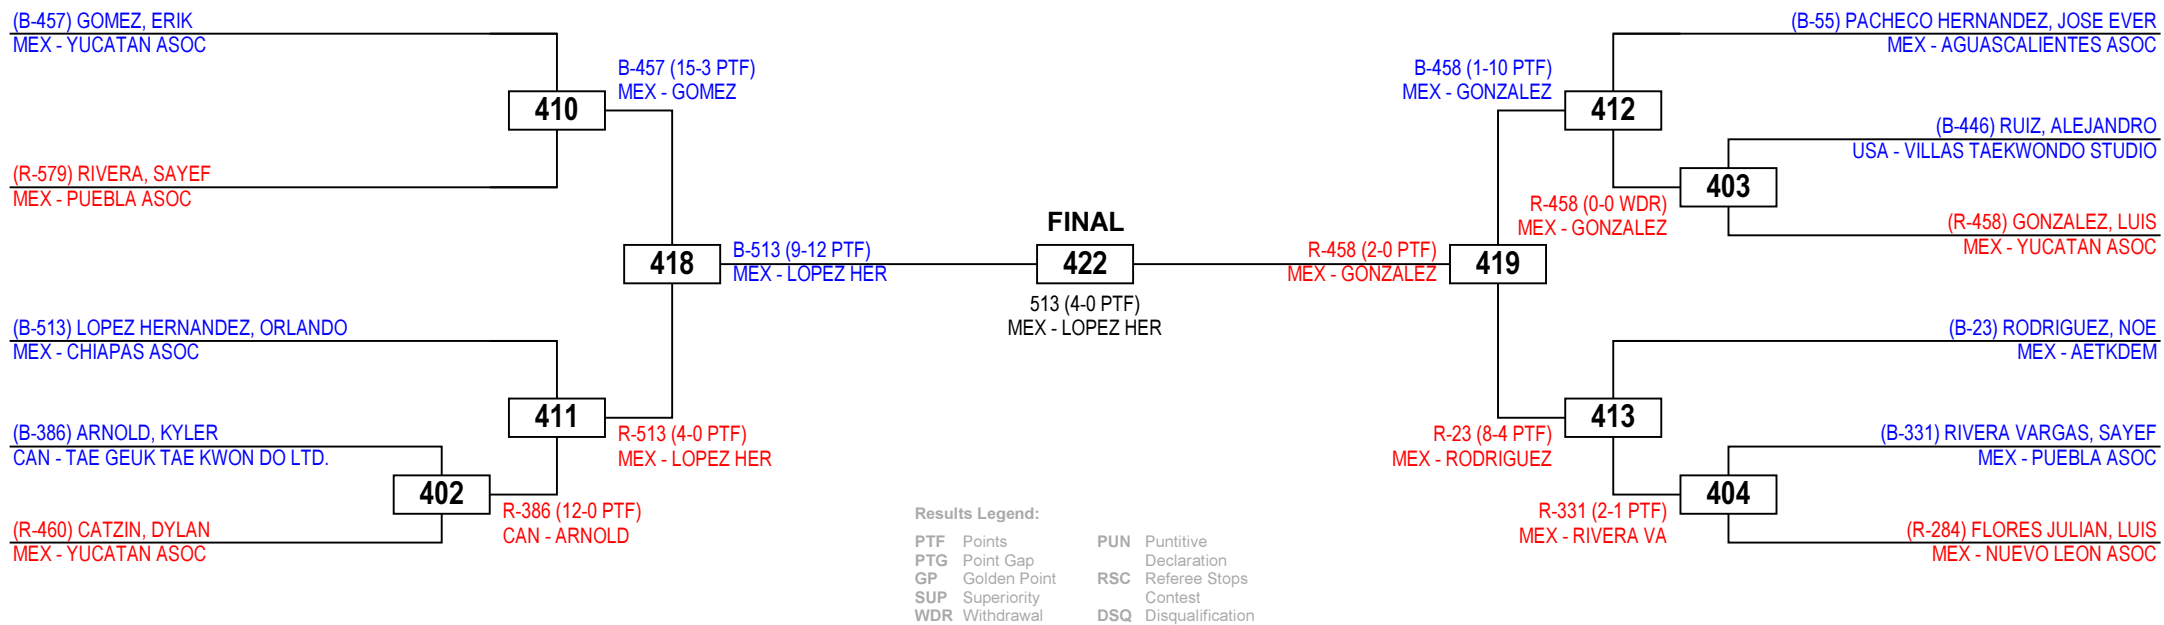 (B-457) GOMEZ, ERIK
MEX - YUCATAN ASOC
B-457 (15-3 PTF)
MEX - GOMEZ
410
(R-579) RIVERA, SAYEF
MEX - PUEBLA ASOC
418
B-513 (9-12 PTF)
MEX - LOPEZ HER
(B-513) LOPEZ HERNANDEZ, ORLANDO
MEX - CHIAPAS ASOC
411
R-513 (4-0 PTF)
MEX - LOPEZ HER
(B-386) ARNOLD, KYLER
CAN - TAE GEUK TAE KWON DO LTD.
402
R-386 (12-0 PTF)
CAN - ARNOLD
(R-460) CATZIN, DYLAN
MEX - YUCATAN ASOC
FINAL
422
513 (4-0 PTF)
MEX - LOPEZ HER
(B-55) PACHECO HERNANDEZ, JOSE EVER
MEX - AGUASCALIENTES ASOC
B-458 (1-10 PTF)
MEX - GONZALEZ
412
(B-446) RUIZ, ALEJANDRO
USA - VILLAS TAEKWONDO STUDIO
403
R-458 (0-0 WDR)
MEX - GONZALEZ
(R-458) GONZALEZ, LUIS
MEX - YUCATAN ASOC
R-458 (2-0 PTF)
MEX - GONZALEZ
419
(B-23) RODRIGUEZ, NOE
MEX - AETKDEM
413
R-23 (8-4 PTF)
MEX - RODRIGUEZ
(B-331) RIVERA VARGAS, SAYEF
MEX - PUEBLA ASOC
404
R-331 (2-1 PTF)
MEX - RIVERA VA
(R-284) FLORES JULIAN, LUIS
MEX - NUEVO LEON ASOC
Results Legend:
PTF Points
PTG Point Gap
GP Golden Point
SUP Superiority
WDR Withdrawal
PUN Puntitive
Declaration
RSC Referee Stops
Contest
DSQ Disqualification